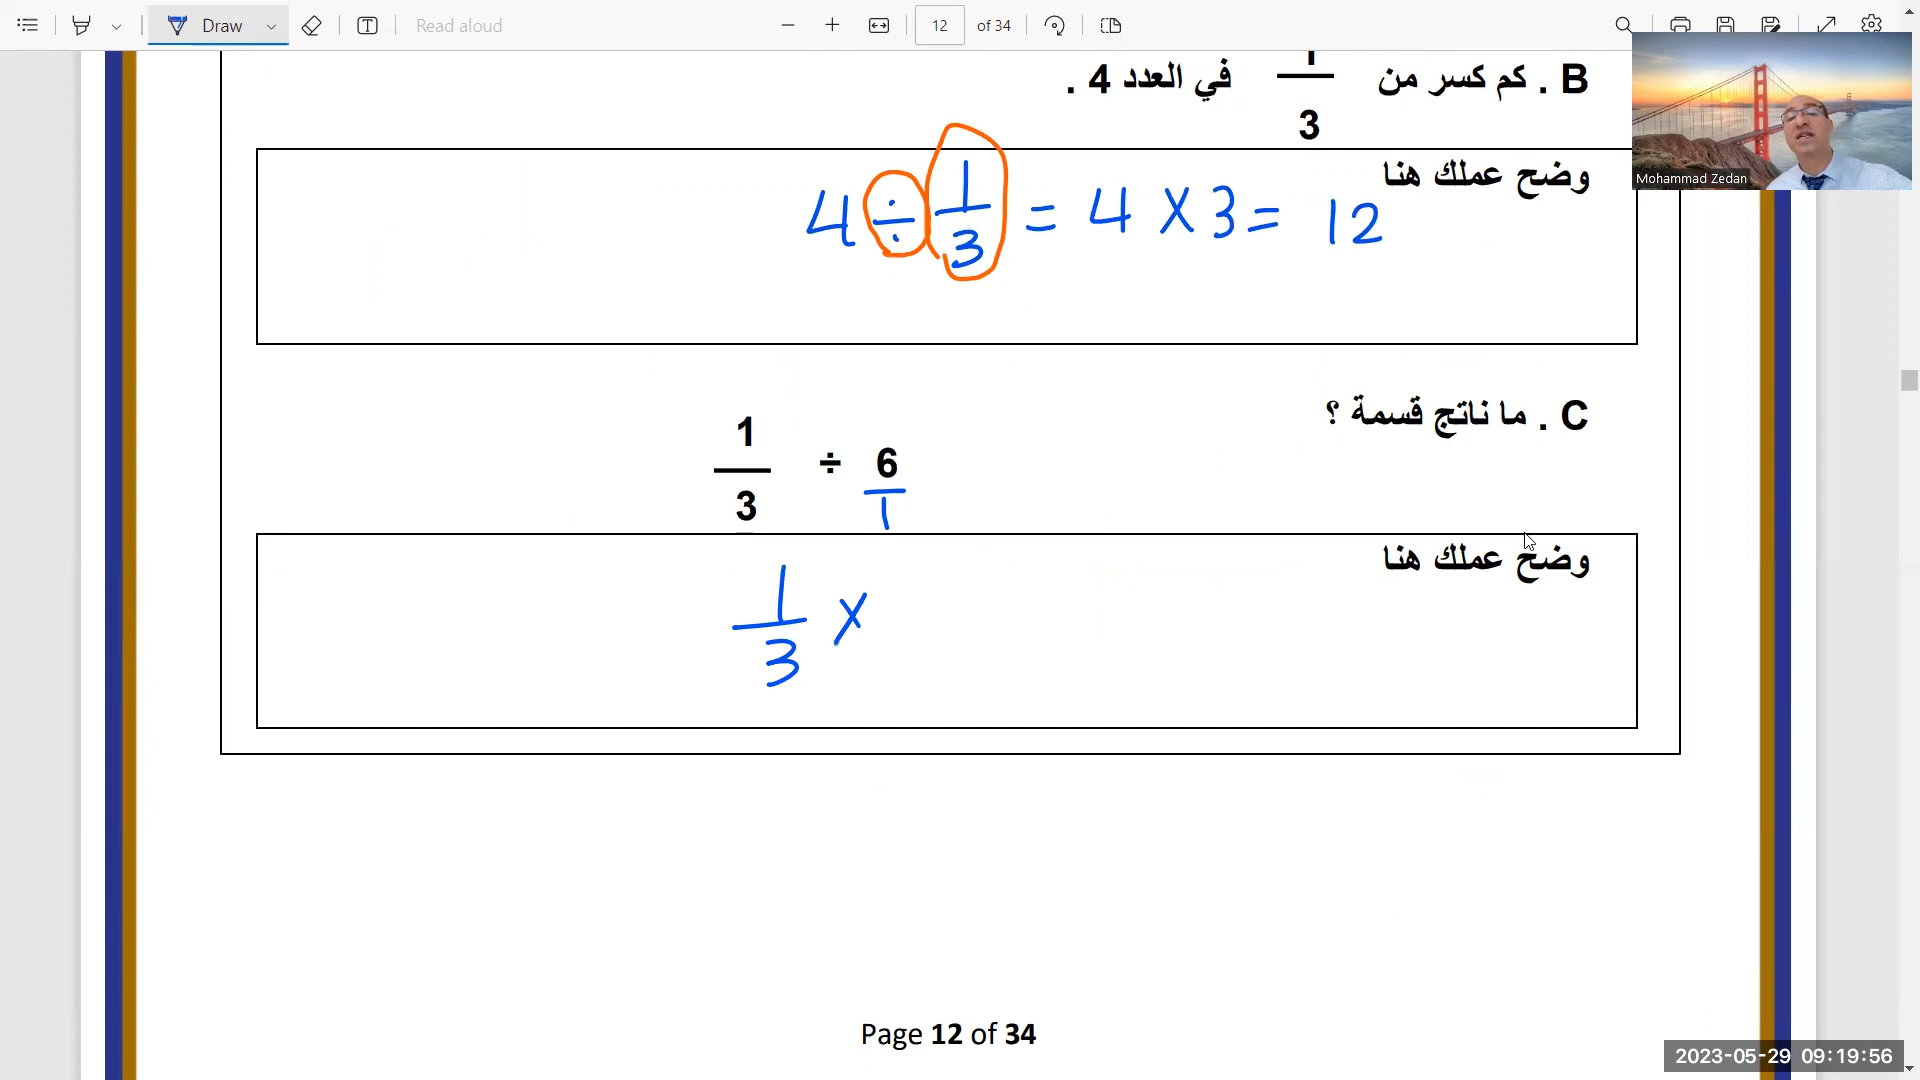 Draw
Read aloud
12 of 34
Mohammad Zedan
B . كم كسر من 1/3 في العدد 4 .
وضح عملك هنا
4 ÷ 1/3 = 4 X 3 = 12
C . ما ناتج قسمة ؟
1/3 ÷ 6/1
وضح عملك هنا
1/3 X
Page 12 of 34
2023-05-29 09:19:56